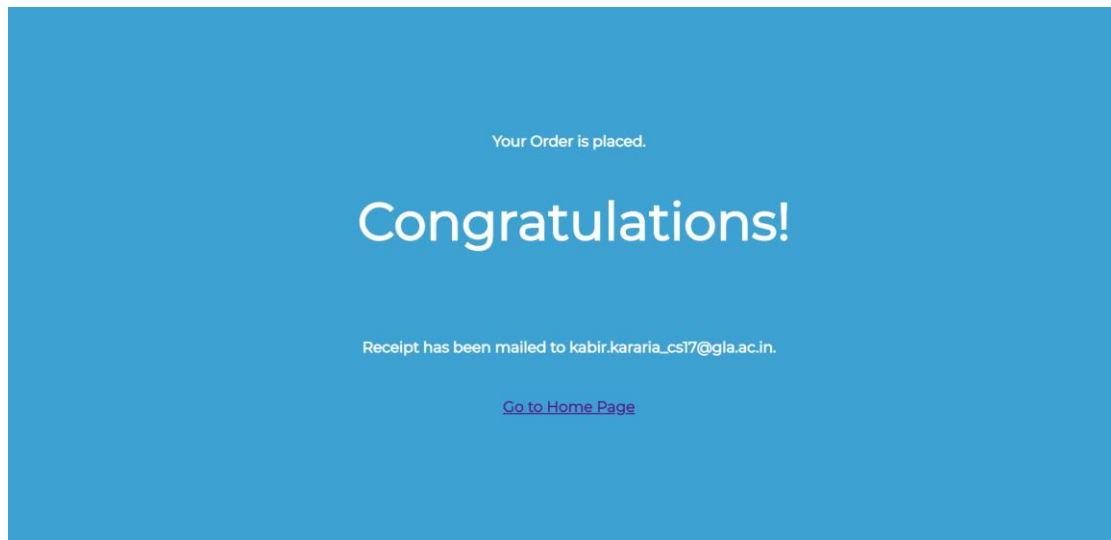 Your Order is placed.
Congratulations!
Receipt has been mailed to kabir.kararia_cs17@gla.ac.in.
Go to Home Page